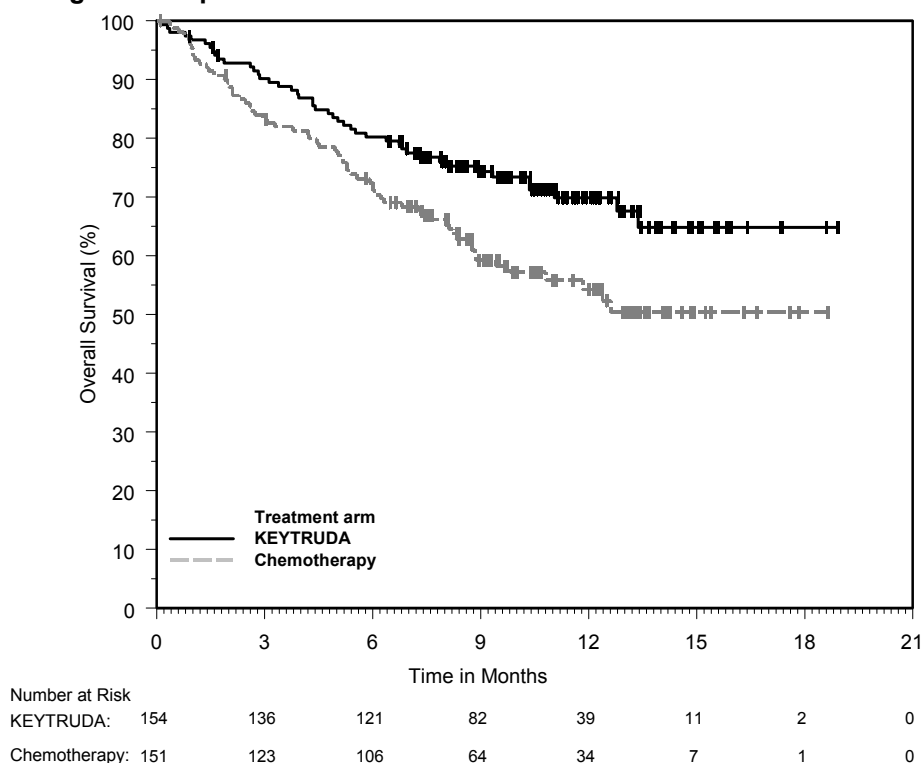 100
90
80
70
60
50
40
30
20
10
0
Overall Survival (%)
Treatment arm
KEYTRUDA
Chemotherapy
0 3 6 9 12 15 18 21
Time in Months
Number at Risk
KEYTRUDA: 154 136 121 82 39 11 2 0
Chemotherapy: 151 123 106 64 34 7 1 0